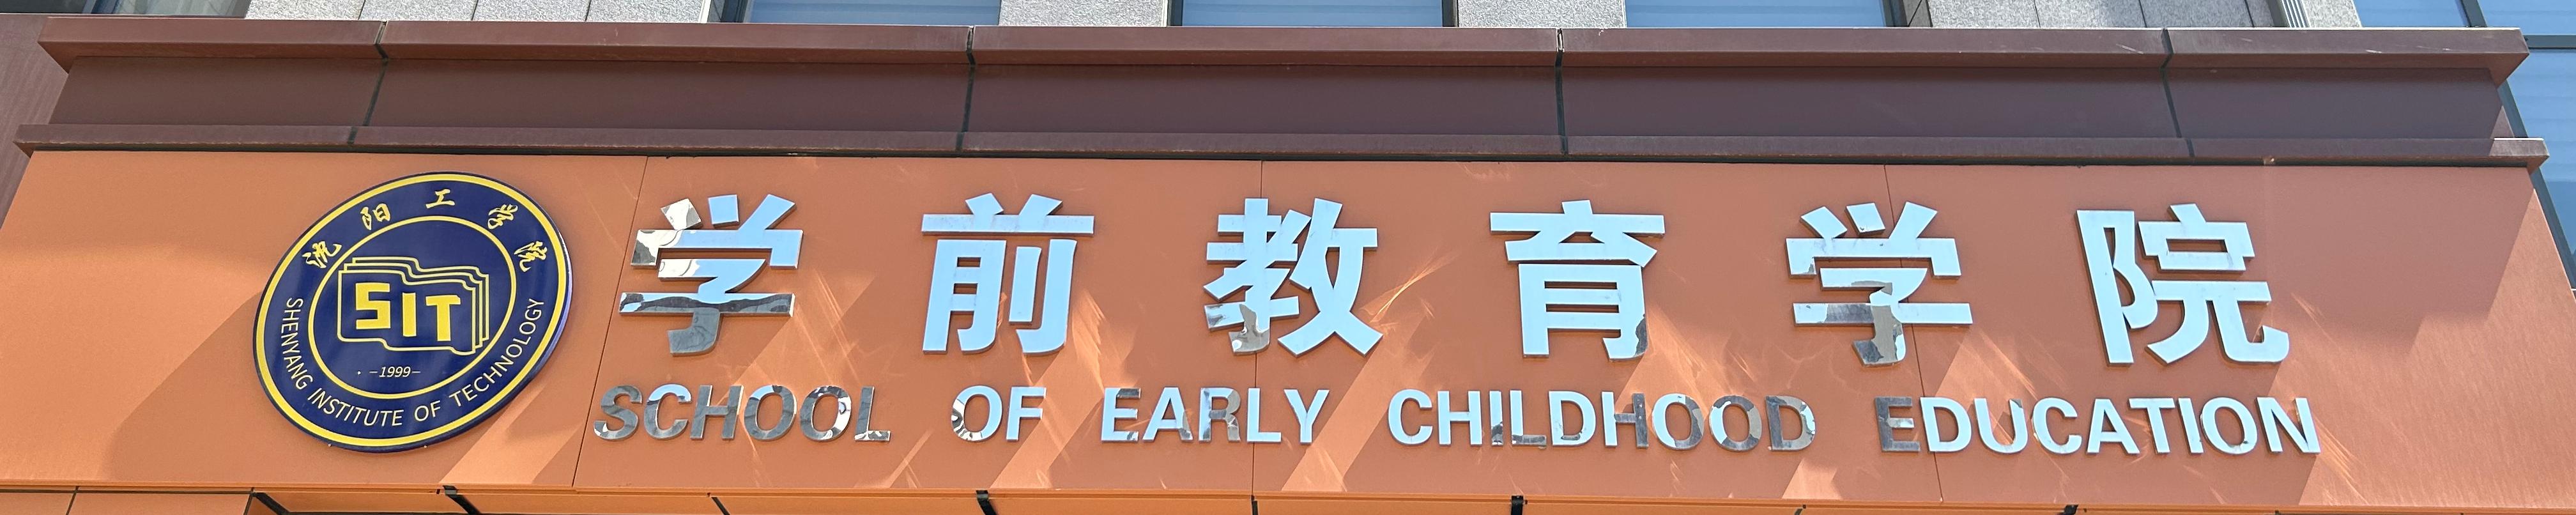 沈阳工学院
SIT
-1999-
SHENYANG INSTITUTE OF TECHNOLOGY
学前教育学院
SCHOOL OF EARLY CHILDHOOD EDUCATION